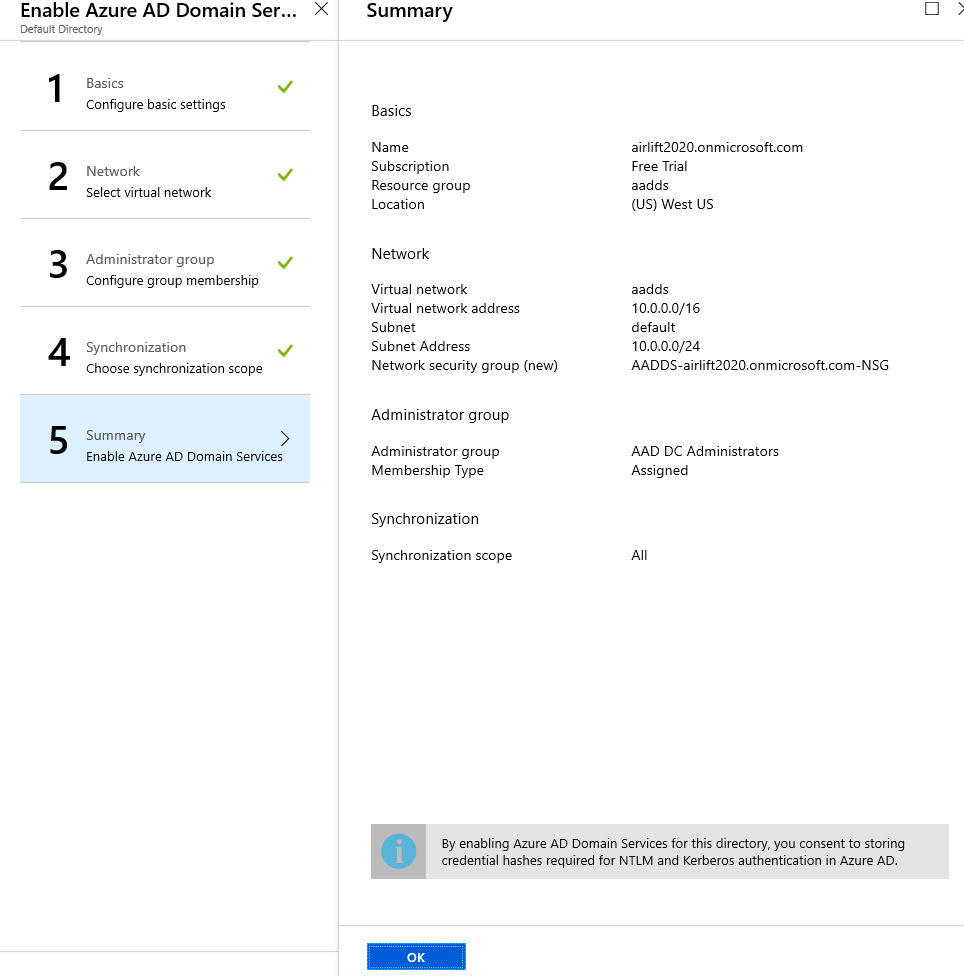 Enable Azure AD Domain Ser...
Default Directory
1
Basics
Configure basic settings
2
Network
Select virtual network
3
Administrator group
Configure group membership
4
Synchronization
Choose synchronization scope
5
Summary
Enable Azure AD Domain Services
Summary
Basics
Name airlift2020.onmicrosoft.com
Subscription Free Trial
Resource group aadds
Location (US) West US
Network
Virtual network aadds
Virtual network address 10.0.0.0/16
Subnet default
Subnet Address 10.0.0.0/24
Network security group (new) AADDS-airlift2020.onmicrosoft.com-NSG
Administrator group
Administrator group AAD DC Administrators
Membership Type Assigned
Synchronization
Synchronization scope All
By enabling Azure AD Domain Services for this directory, you consent to storing
credential hashes required for NTLM and Kerberos authentication in Azure AD.
OK